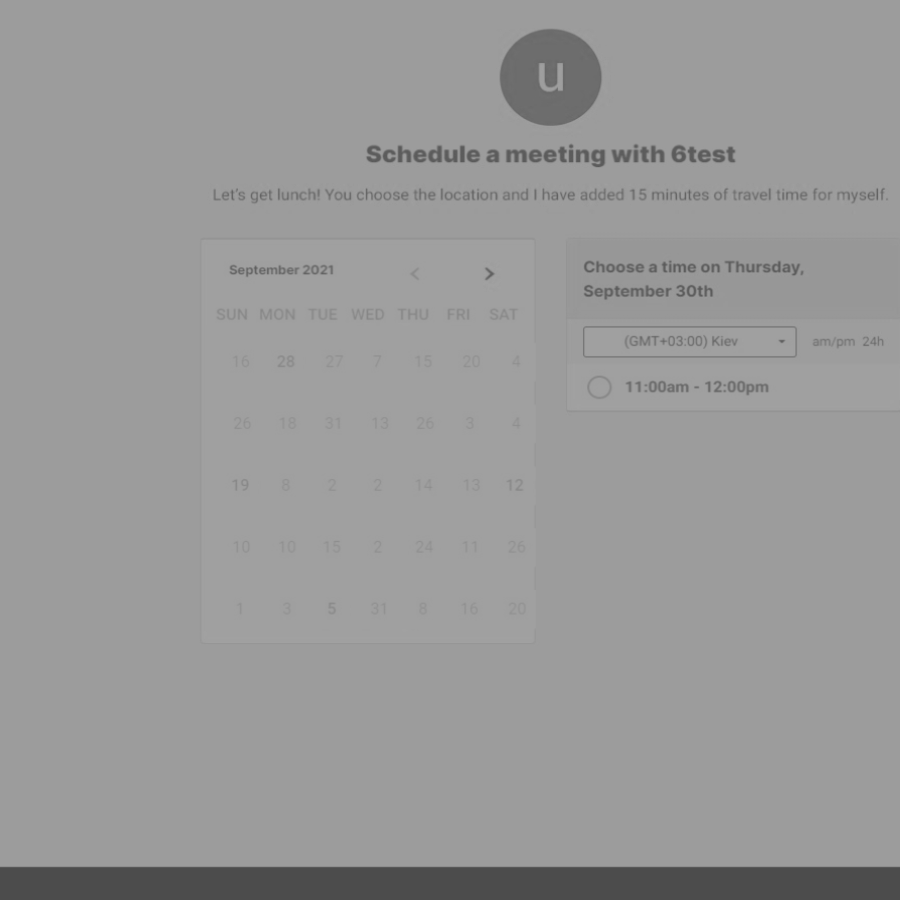 u
Schedule a meeting with 6test
Let's get lunch! You choose the location and I have added 15 minutes of travel time for myself.
September 2021 < >
SUN MON TUE WED THU FRI SAT
16 28 27 7 15 20 4
26 18 31 13 26 3 4
19 8 2 2 14 13 12
10 10 15 2 24 11 26
1 3 5 31 8 16 20
Choose a time on Thursday,
September 30th
(GMT+03:00) Kiev am/pm 24h
11:00am - 12:00pm